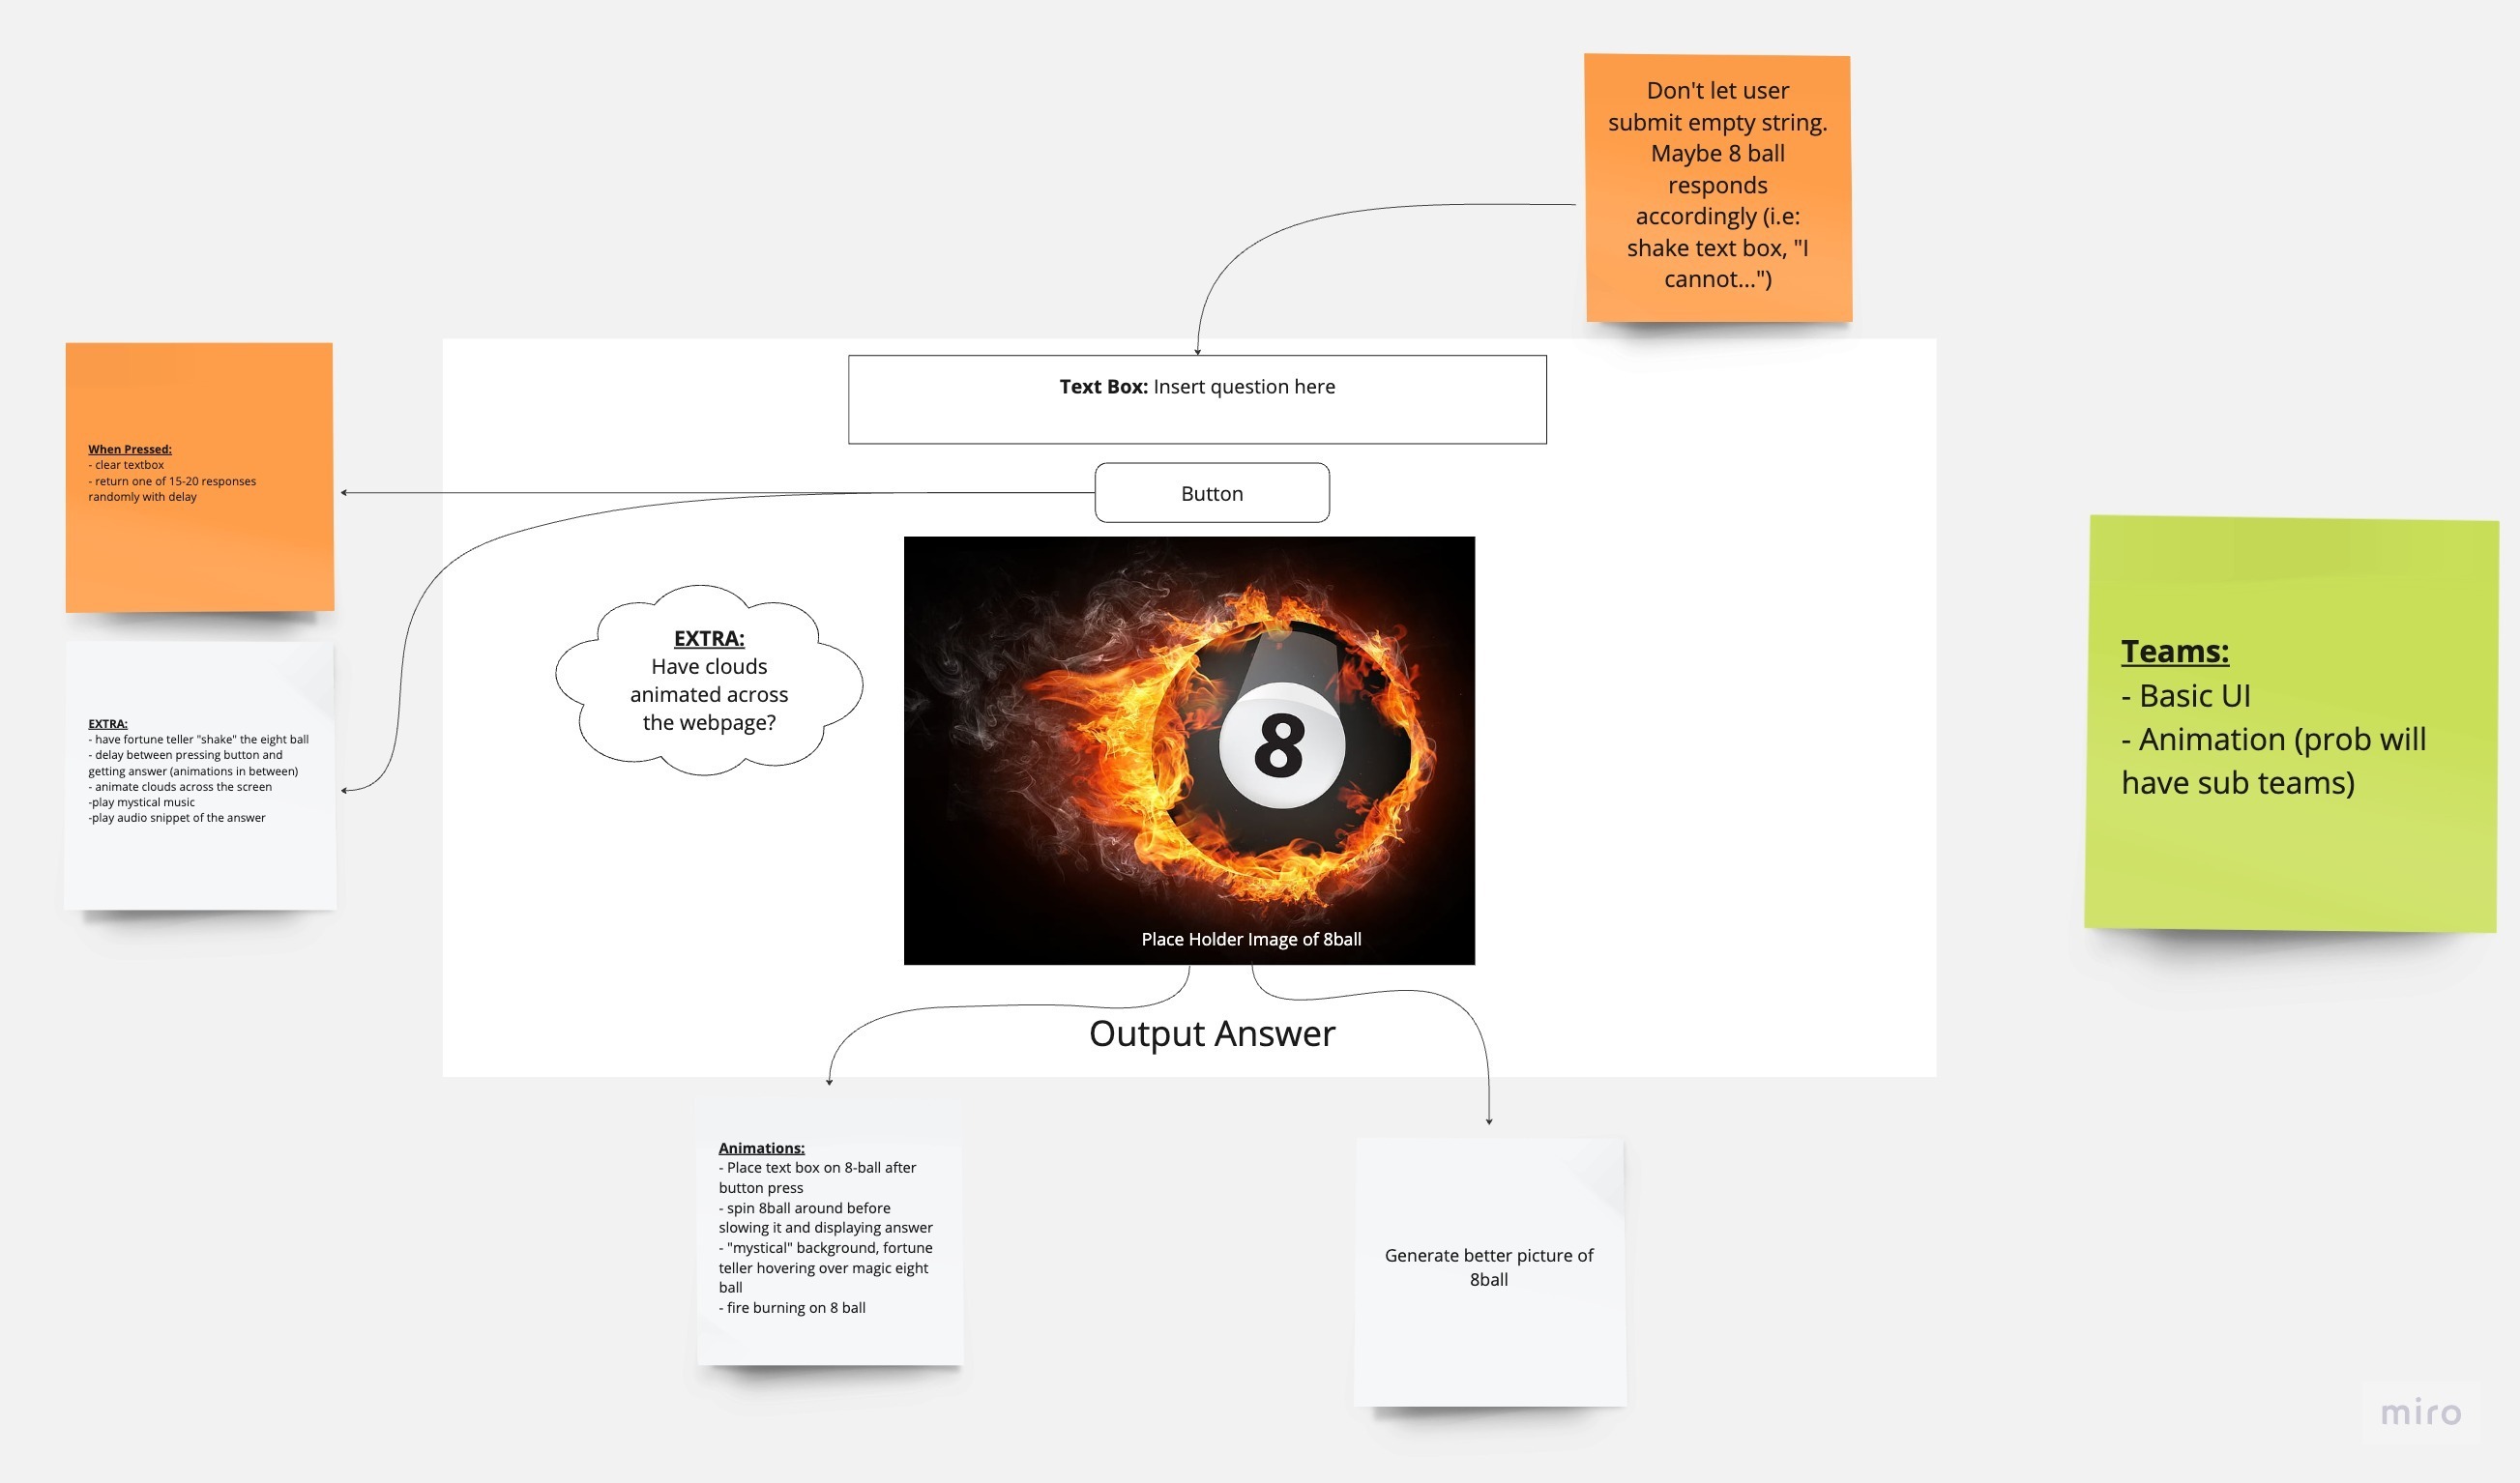 Don't let user
submit empty string.
Maybe 8 ball
responds
accordingly (i.e:
shake text box, "I
cannot...")
Text Box: Insert question here
When Pressed:
- clear textbox
- return one of 15-20 responses
randomly with delay
Button
EXTRA:
Have clouds
animated across
the webpage?
8
Place Holder Image of 8ball
EXTRA:
- have fortune teller "shake" the eight ball
- delay between pressing button and
getting answer (animations in between)
- animate clouds across the screen
-play mystical music
-play audio snippet of the answer
Teams:
- Basic UI
- Animation (prob will
have sub teams)
Output Answer
Animations:
- Place text box on 8-ball after
button press
- spin 8ball around before
slowing it and displaying answer
- "mystical" background, fortune
teller hovering over magic eight
ball
- fire burning on 8 ball
Generate better picture of
8ball
miro